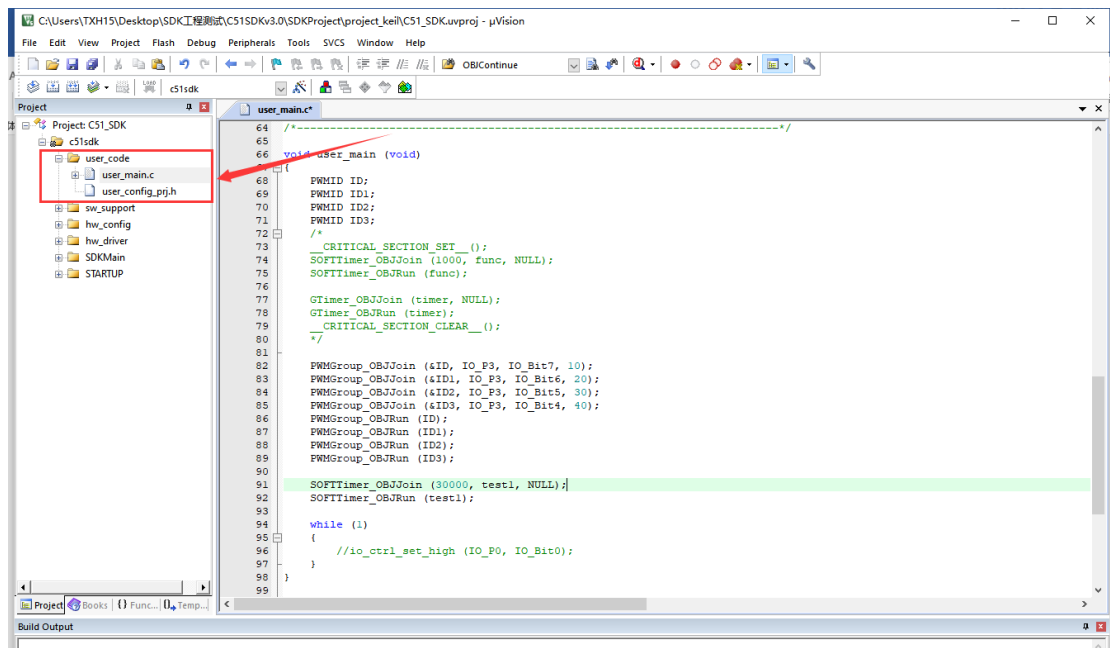 C:\Users\TXH15\Desktop\SDK工程测试\C51SDKv3.0\SDKProject\project_keil\C51_SDK.uvproj - µVision
File Edit View Project Flash Debug Peripherals Tools SVCS Window Help
OBJContinue
LOAD c51sdk
Project
user_main.c*
Project: C51_SDK
c51sdk
user_code
user_main.c
user_config_prj.h
sw_support
hw_config
hw_driver
SDKMain
STARTUP
64 /*-------------------------------------------------------------------------*/
65
66 void user_main (void)
67 {
68 PWMID ID;
69 PWMID ID1;
70 PWMID ID2;
71 PWMID ID3;
72 /*
73 __CRITICAL_SECTION_SET__();
74 SOFTTimer_OBJJoin (1000, func, NULL);
75 SOFTTimer_OBJRun (func);
76
77 GTimer_OBJJoin (timer, NULL);
78 GTimer_OBJRun (timer);
79 __CRITICAL_SECTION_CLEAR__();
80 */
81
82 PWMGroup_OBJJoin (&ID, IO_P3, IO_Bit7, 10);
83 PWMGroup_OBJJoin (&ID1, IO_P3, IO_Bit6, 20);
84 PWMGroup_OBJJoin (&ID2, IO_P3, IO_Bit5, 30);
85 PWMGroup_OBJJoin (&ID3, IO_P3, IO_Bit4, 40);
86 PWMGroup_OBJRun (ID);
87 PWMGroup_OBJRun (ID1);
88 PWMGroup_OBJRun (ID2);
89 PWMGroup_OBJRun (ID3);
90
91 SOFTTimer_OBJJoin (30000, test1, NULL);
92 SOFTTimer_OBJRun (test1);
93
94 while (1)
95 {
96 //io_ctrl_set_high (IO_P0, IO_Bit0);
97 }
98 }
99
Project Books {} Func... Temp...
Build Output